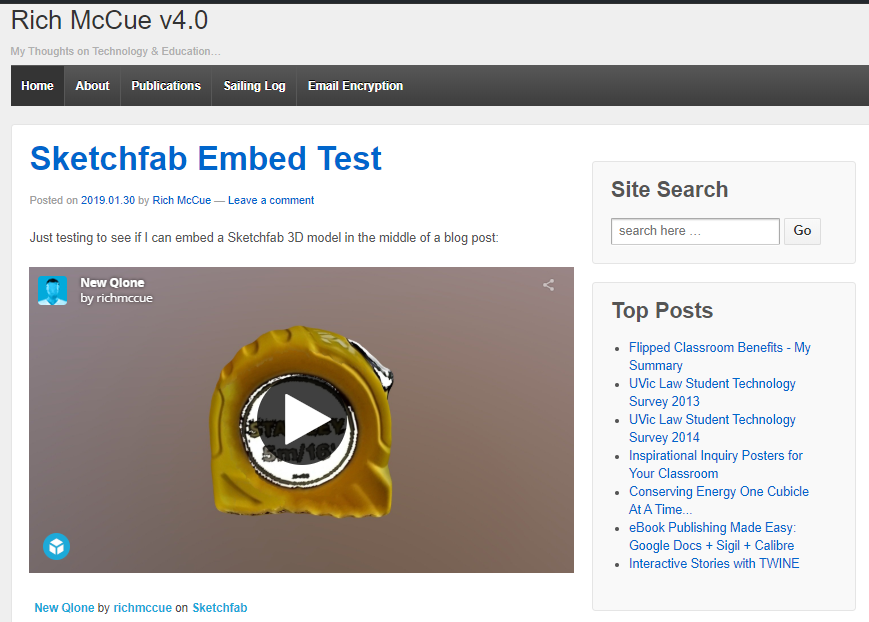 Rich McCue v4.0
My Thoughts on Technology & Education...
Home About Publications Sailing Log Email Encryption
Sketchfab Embed Test
Posted on 2019.01.30 by Rich McCue — Leave a comment
Just testing to see if I can embed a Sketchfab 3D model in the middle of a blog post:
New Qlone
by richmccue
STANLEY
5m/16'
New Qlone by richmccue on Sketchfab
Site Search
search here …
Go
Top Posts
Flipped Classroom Benefits - My
Summary
UVic Law Student Technology
Survey 2013
UVic Law Student Technology
Survey 2014
Inspirational Inquiry Posters for
Your Classroom
Conserving Energy One Cubicle
At A Time...
eBook Publishing Made Easy:
Google Docs + Sigil + Calibre
Interactive Stories with TWINE